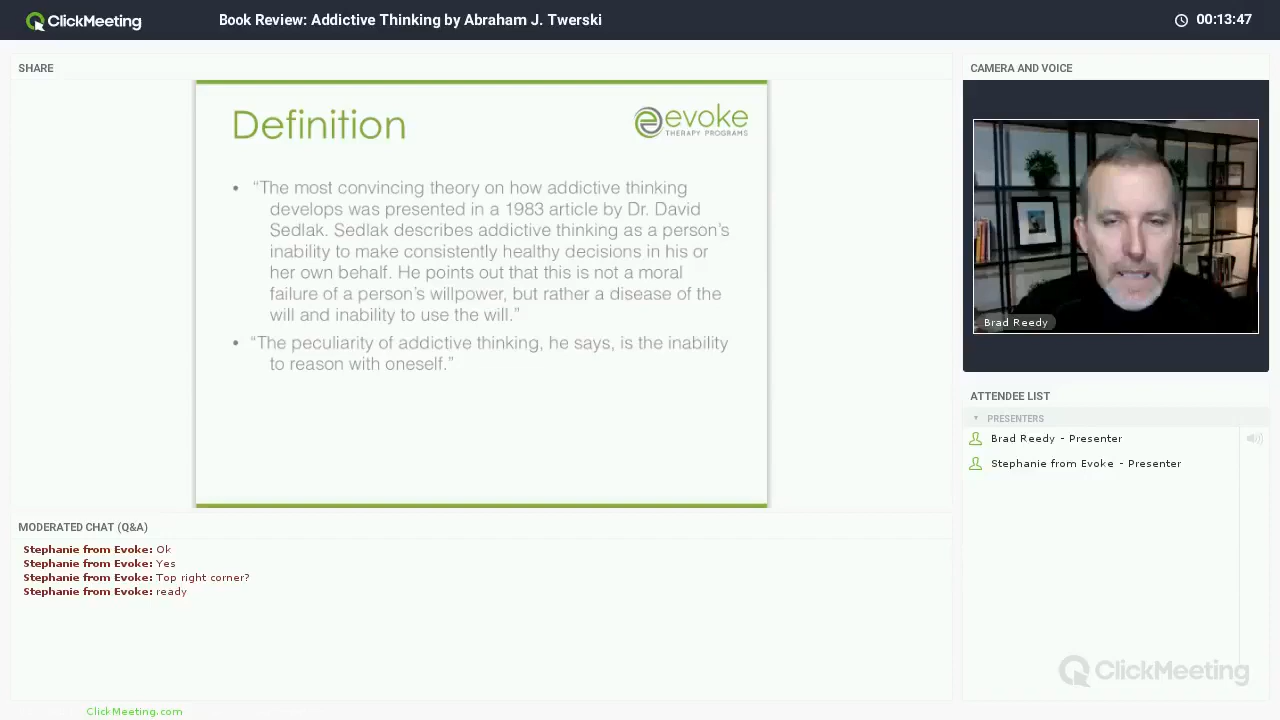 ClickMeeting
Book Review: Addictive Thinking by Abraham J. Twerski
00:13:47
SHARE
Definition
evoke
THERAPY PROGRAMS
• “The most convincing theory on how addictive thinking
develops was presented in a 1983 article by Dr. David
Sedlak. Sedlak describes addictive thinking as a person’s
inability to make consistently healthy decisions in his or
her own behalf. He points out that this is not a moral
failure of a person’s willpower, but rather a disease of the
will and inability to use the will.”
• “The peculiarity of addictive thinking, he says, is the inability
to reason with oneself.”
CAMERA AND VOICE
Brad Reedy
ATTENDEE LIST
PRESENTERS
Brad Reedy - Presenter
Stephanie from Evoke - Presenter
MODERATED CHAT (Q&A)
Stephanie from Evoke: Ok
Stephanie from Evoke: Yes
Stephanie from Evoke: Top right corner?
Stephanie from Evoke: ready
ClickMeeting
ClickMeeting.com